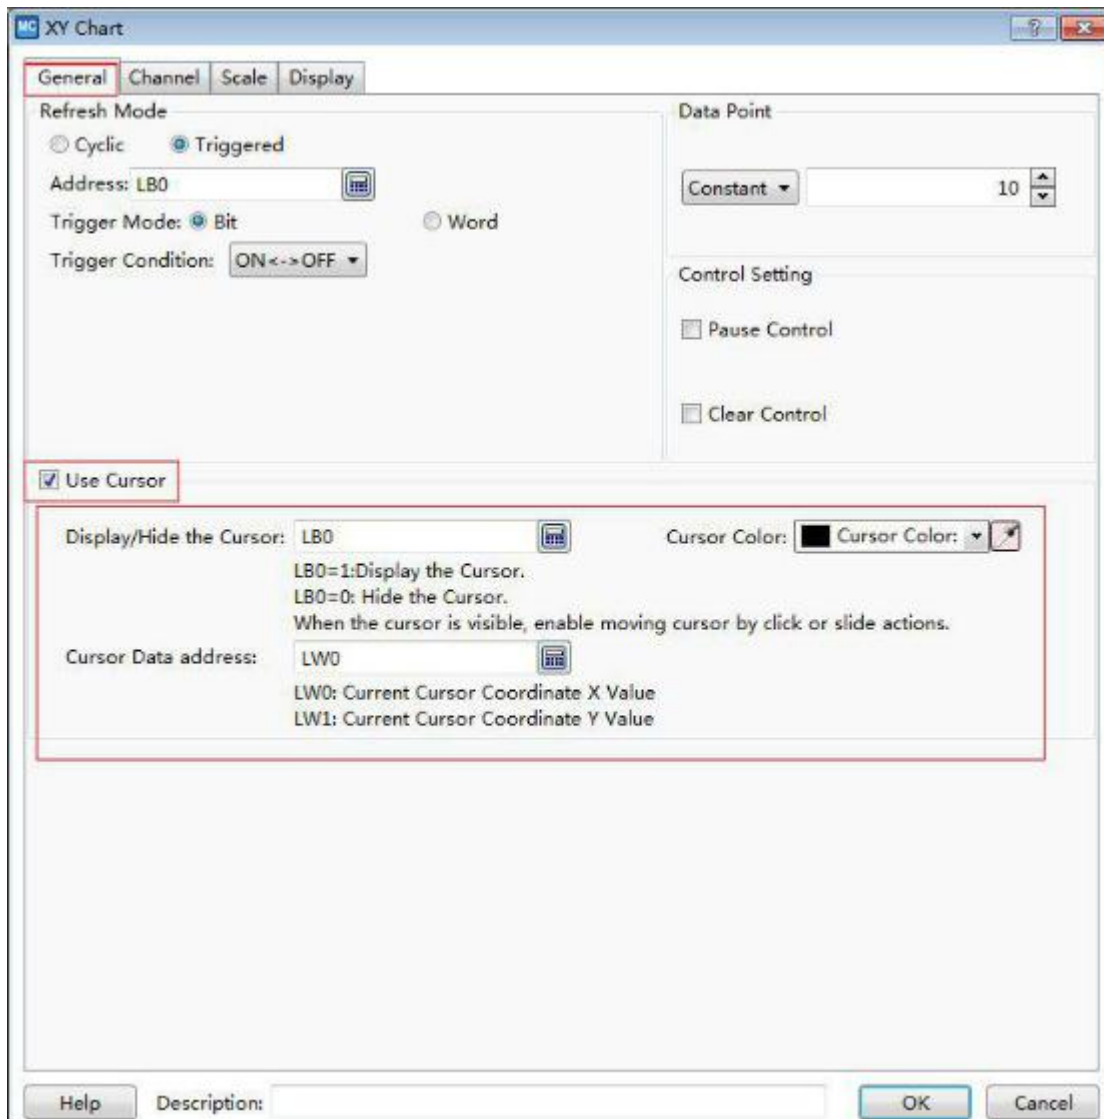 MC XY Chart
General Channel Scale Display
Refresh Mode
Cyclic Triggered
Address: LB0
Trigger Mode: Bit Word
Trigger Condition: ON<->OFF
Data Point
Constant 10
Control Setting
Pause Control
Clear Control
Use Cursor
Display/Hide the Cursor: LB0 Cursor Color: Cursor Color:
LB0=1:Display the Cursor.
LB0=0: Hide the Cursor.
When the cursor is visible, enable moving cursor by click or slide actions.
Cursor Data address: LW0
LW0: Current Cursor Coordinate X Value
LW1: Current Cursor Coordinate Y Value
Help Description: OK Cancel